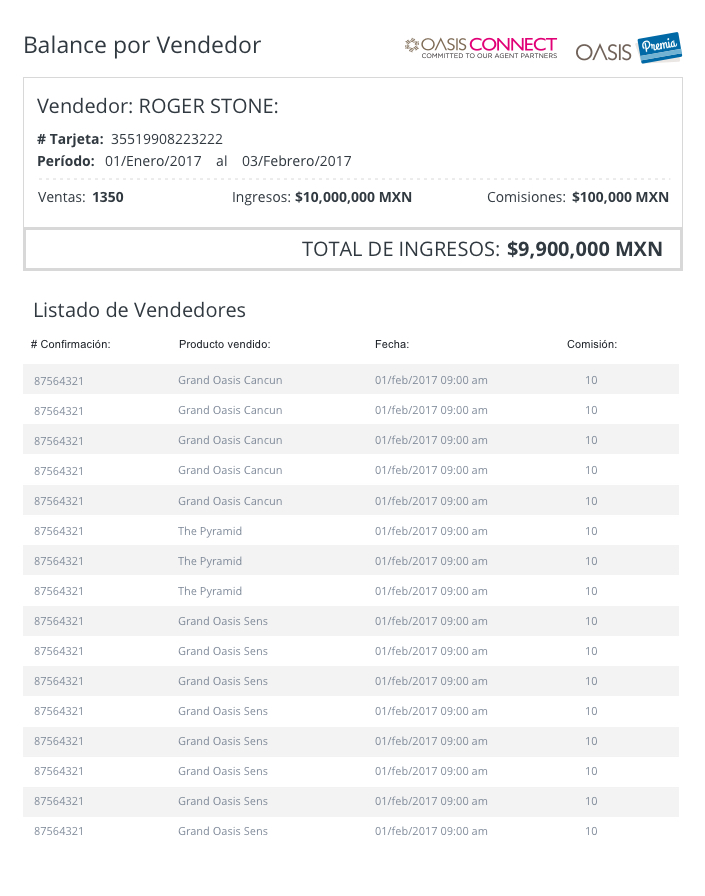 Balance por Vendedor
OASIS CONNECT
COMMITTED TO OUR AGENT PARTNERS
OASIS Premia
Vendedor: ROGER STONE:
# Tarjeta: 35519908223222
Período: 01/Enero/2017 al 03/Febrero/2017
Ventas: 1350 Ingresos: $10,000,000 MXN Comisiones: $100,000 MXN
TOTAL DE INGRESOS: $9,900,000 MXN
Listado de Vendedores
# Confirmación: Producto vendido: Fecha: Comisión:
87564321 Grand Oasis Cancun 01/feb/2017 09:00 am 10
87564321 Grand Oasis Cancun 01/feb/2017 09:00 am 10
87564321 Grand Oasis Cancun 01/feb/2017 09:00 am 10
87564321 Grand Oasis Cancun 01/feb/2017 09:00 am 10
87564321 Grand Oasis Cancun 01/feb/2017 09:00 am 10
87564321 The Pyramid 01/feb/2017 09:00 am 10
87564321 The Pyramid 01/feb/2017 09:00 am 10
87564321 The Pyramid 01/feb/2017 09:00 am 10
87564321 Grand Oasis Sens 01/feb/2017 09:00 am 10
87564321 Grand Oasis Sens 01/feb/2017 09:00 am 10
87564321 Grand Oasis Sens 01/feb/2017 09:00 am 10
87564321 Grand Oasis Sens 01/feb/2017 09:00 am 10
87564321 Grand Oasis Sens 01/feb/2017 09:00 am 10
87564321 Grand Oasis Sens 01/feb/2017 09:00 am 10
87564321 Grand Oasis Sens 01/feb/2017 09:00 am 10
87564321 Grand Oasis Sens 01/feb/2017 09:00 am 10